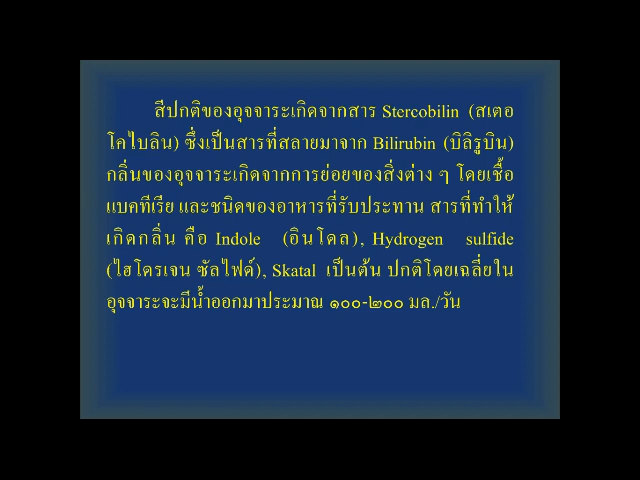 สีปกติของอุจจาระเกิดจากสาร Stercobilin (สเตอ
โคไบลิน) ซึ่งเป็นสารที่สลายมาจาก Bilirubin (บิลิรูบิน)
กลิ่นของอุจจาระเกิดจากการย่อยของสิ่งต่าง ๆ โดยเชื้อ
แบคทีเรีย และชนิดของอาหารที่รับประทาน สารที่ทำให้
เกิดกลิ่น คือ Indole (อินโดล), Hydrogen sulfide
(ไฮโดรเจน ซัลไฟด์), Skatal เป็นต้น ปกติโดยเฉลี่ยใน
อุจจาระจะมีน้ำออกมาประมาณ ๑๐๐-๒๐๐ มล./วัน